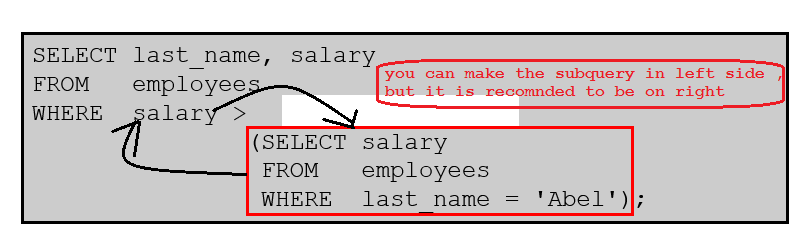 SELECT last_name, salary
FROM employees
you can make the subquery in left side ,
but it is recomnded to be on right
WHERE salary >
(SELECT salary
FROM employees
WHERE last_name = 'Abel');